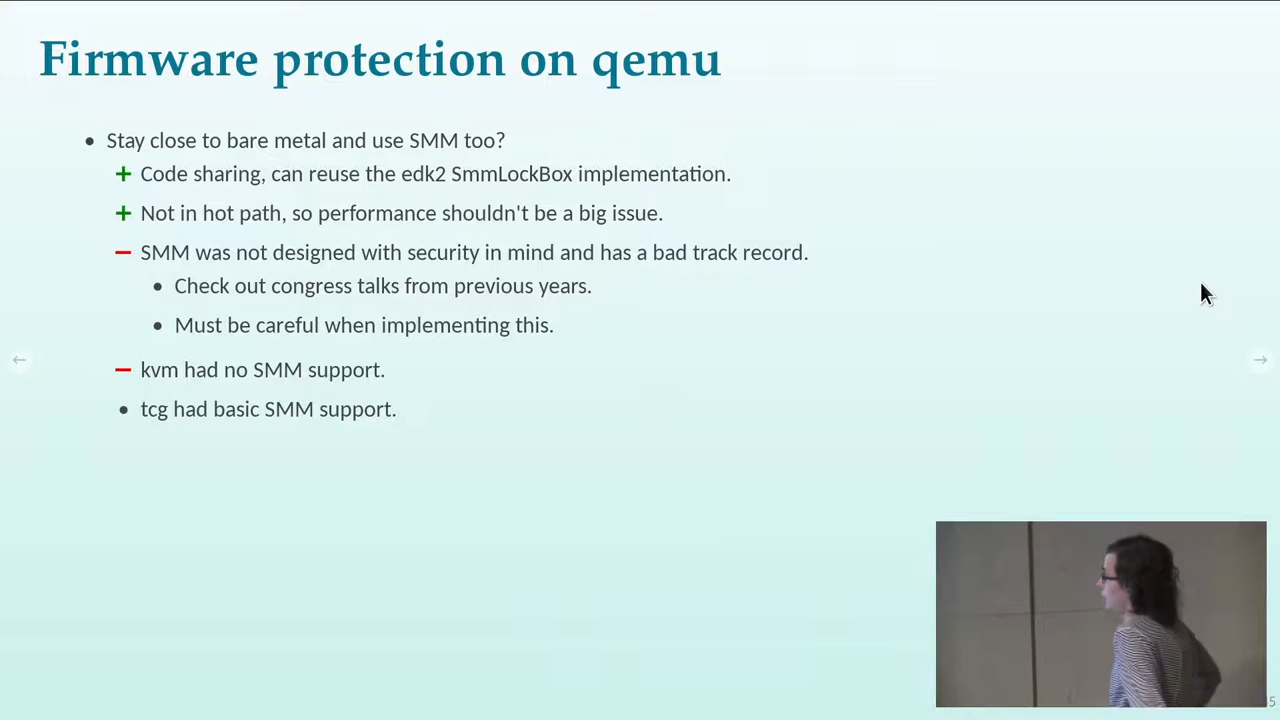 Firmware protection on qemu
• Stay close to bare metal and use SMM too?
+ Code sharing, can reuse the edk2 SmmLockBox implementation.
+ Not in hot path, so performance shouldn't be a big issue.
− SMM was not designed with security in mind and has a bad track record.
• Check out congress talks from previous years.
• Must be careful when implementing this.
− kvm had no SMM support.
• tcg had basic SMM support.